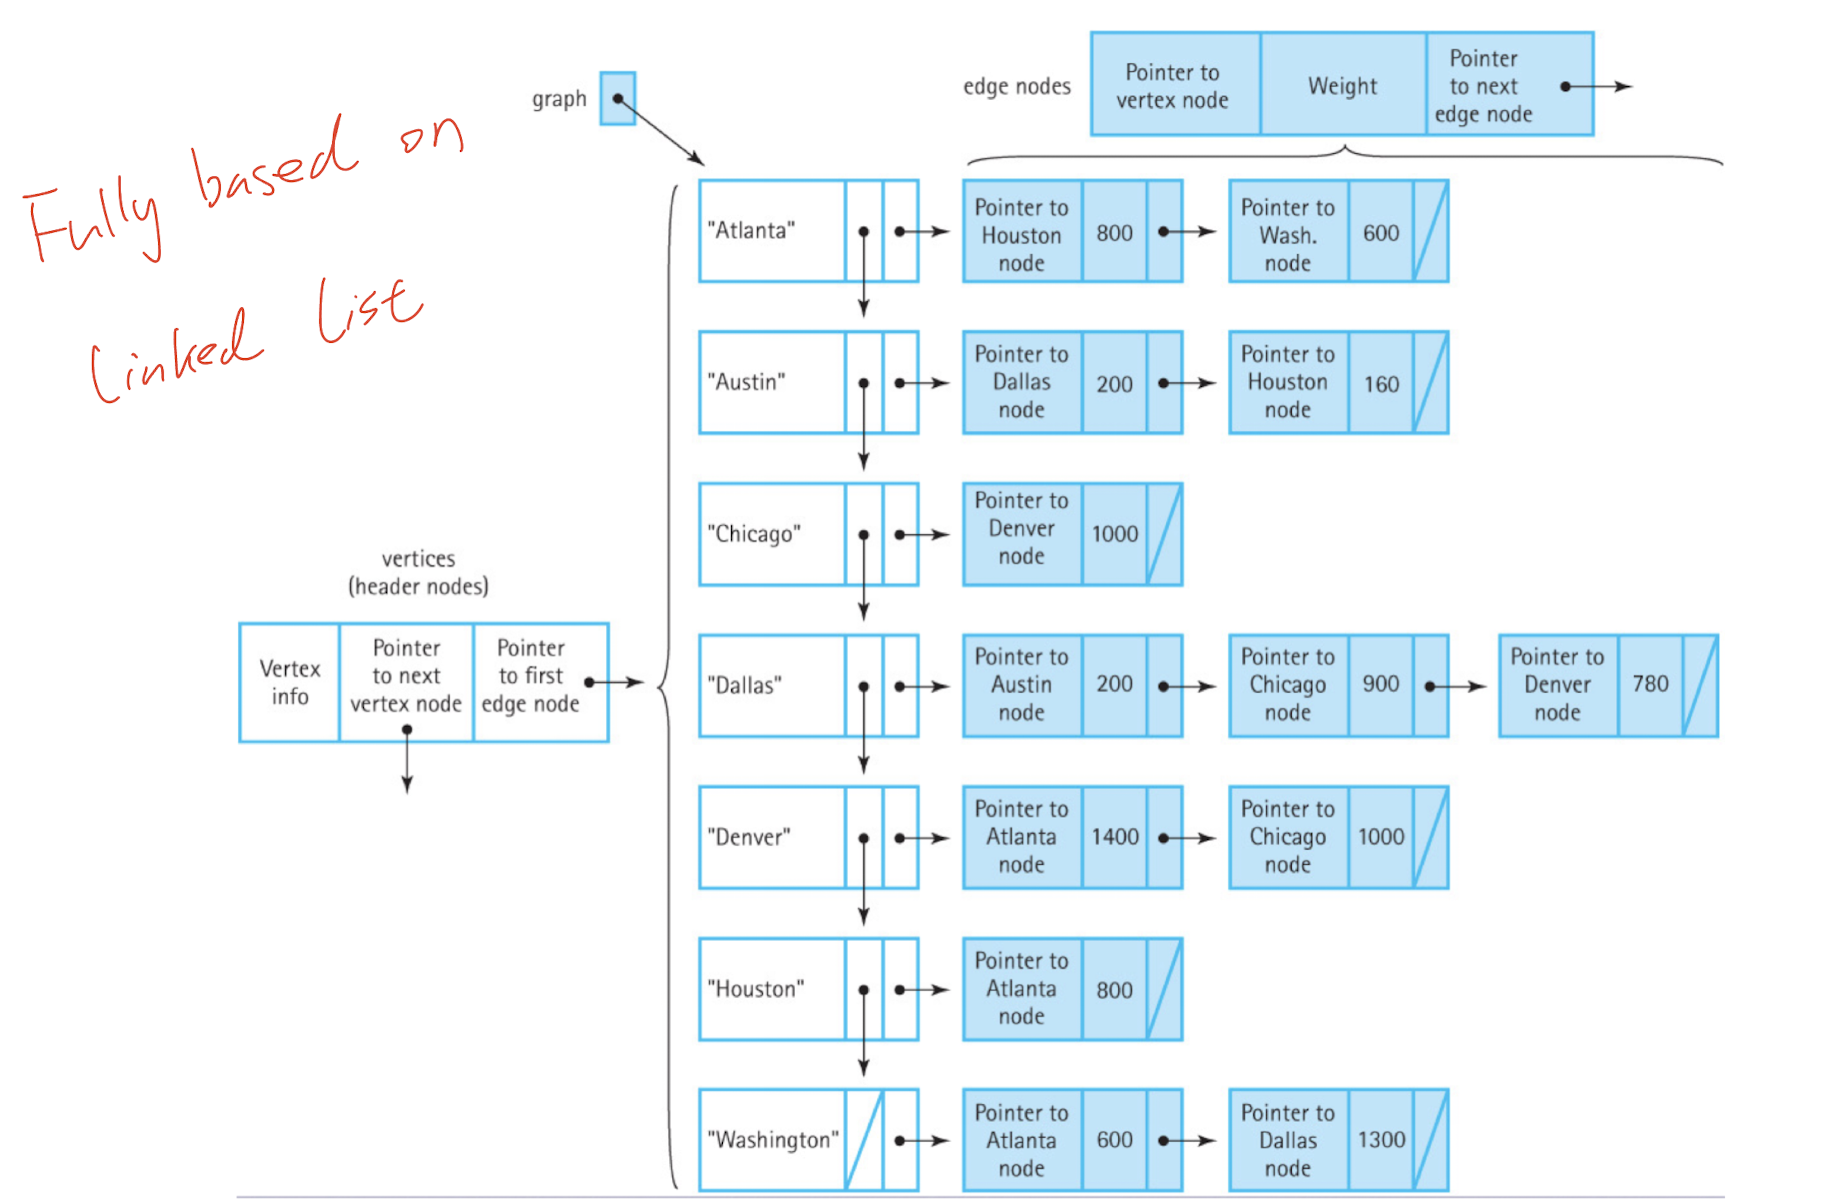 Fully based on
Linked List
graph
edge nodes
Pointer to
vertex node
Weight
Pointer
to next
edge node
vertices
(header nodes)
Vertex
info
Pointer
to next
vertex node
Pointer
to first
edge node
"Atlanta"
Pointer to
Houston
node
800
Pointer to
Wash.
node
600
"Austin"
Pointer to
Dallas
node
200
Pointer to
Houston
node
160
"Chicago"
Pointer to
Denver
node
1000
"Dallas"
Pointer to
Austin
node
200
Pointer to
Chicago
node
900
Pointer to
Denver
node
780
"Denver"
Pointer to
Atlanta
node
1400
Pointer to
Chicago
node
1000
"Houston"
Pointer to
Atlanta
node
800
"Washington"
Pointer to
Atlanta
node
600
Pointer to
Dallas
node
1300